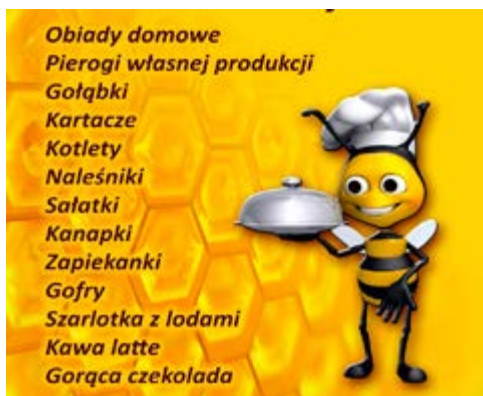 Obiady domowe
Pierogi własnej produkcji
Gołąbki
Kartacze
Kotlety
Naleśniki
Sałatki
Kanapki
Zapiekanki
Gofry
Szarlotka z lodami
Kawa latte
Gorąca czekolada